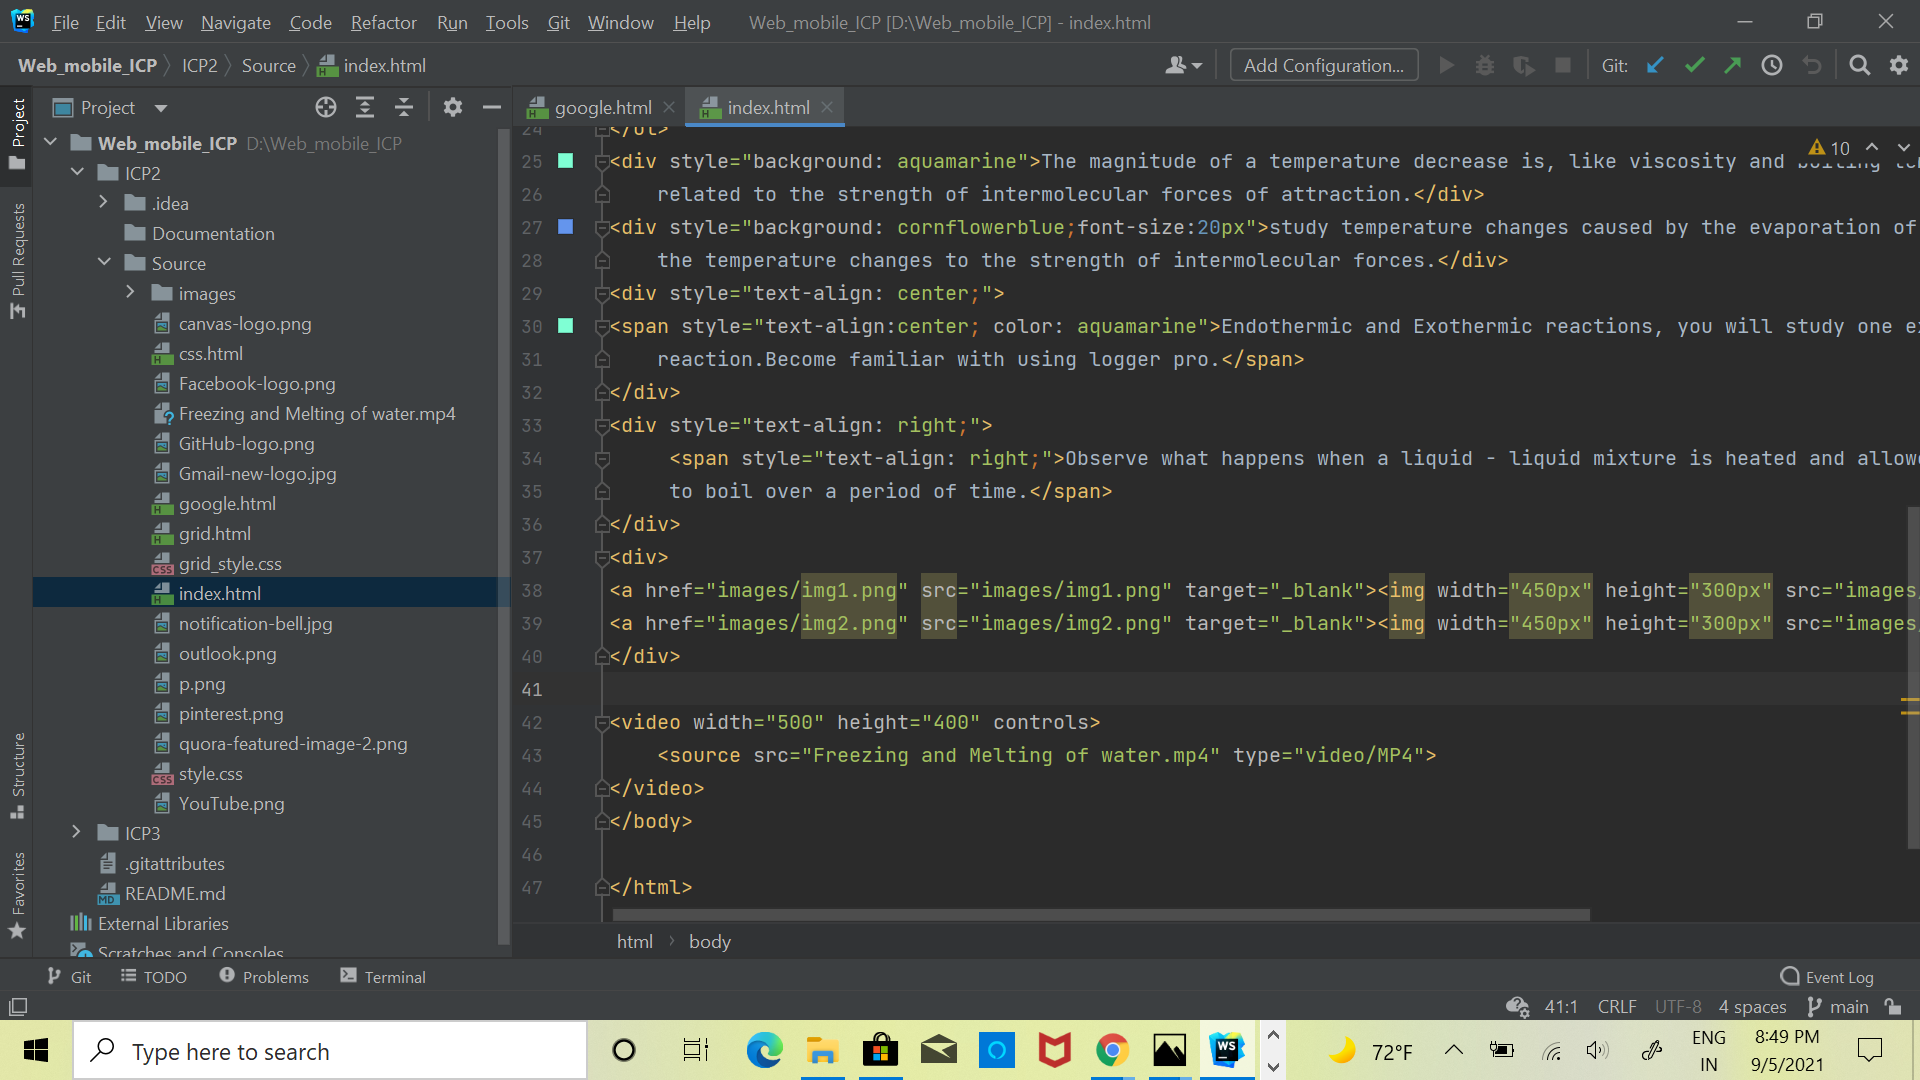 File Edit View Navigate Code Refactor Run Tools Git Window Help Web_mobile_ICP [D:\Web_mobile_ICP] - index.html
Web_mobile_ICP ICP2 Source index.html Add Configuration... Git:
Project
Pull Requests
Structure
Favorites
Project
Web_mobile_ICP D:\Web_mobile_ICP
ICP2
.idea
Documentation
Source
images
canvas-logo.png
css.html
Facebook-logo.png
Freezing and Melting of water.mp4
GitHub-logo.png
Gmail-new-logo.jpg
google.html
grid.html
grid_style.css
index.html
notification-bell.jpg
outlook.png
p.png
pinterest.png
quora-featured-image-2.png
style.css
YouTube.png
ICP3
.gitattributes
README.md
External Libraries
Scratches and Consoles
google.html index.html
10
24 </ol>
25 <div style="background: aquamarine">The magnitude of a temperature decrease is, like viscosity and boiling
26 related to the strength of intermolecular forces of attraction.</div>
27 <div style="background: cornflowerblue;font-size:20px">study temperature changes caused by the evaporation of
28 the temperature changes to the strength of intermolecular forces.</div>
29 <div style="text-align: center;">
30 <span style="text-align:center; color: aquamarine">Endothermic and Exothermic reactions, you will study one
31 reaction.Become familiar with using logger pro.</span>
32 </div>
33 <div style="text-align: right;">
34 <span style="text-align: right;">Observe what happens when a liquid - liquid mixture is heated and
35 to boil over a period of time.</span>
36 </div>
37 <div>
38 <a href="images/img1.png" src="images/img1.png" target="_blank"><img width="450px" height="300px" src="images
39 <a href="images/img2.png" src="images/img2.png" target="_blank"><img width="450px" height="300px" src="images
40 </div>
41
42 <video width="500" height="400" controls>
43 <source src="Freezing and Melting of water.mp4" type="video/MP4">
44 </video>
45 </body>
46
47 </html>
html body
Git TODO Problems Terminal Event Log
41:1 CRLF UTF-8 4 spaces main
Type here to search WS 72°F ENG 8:49 PM
IN 9/5/2021